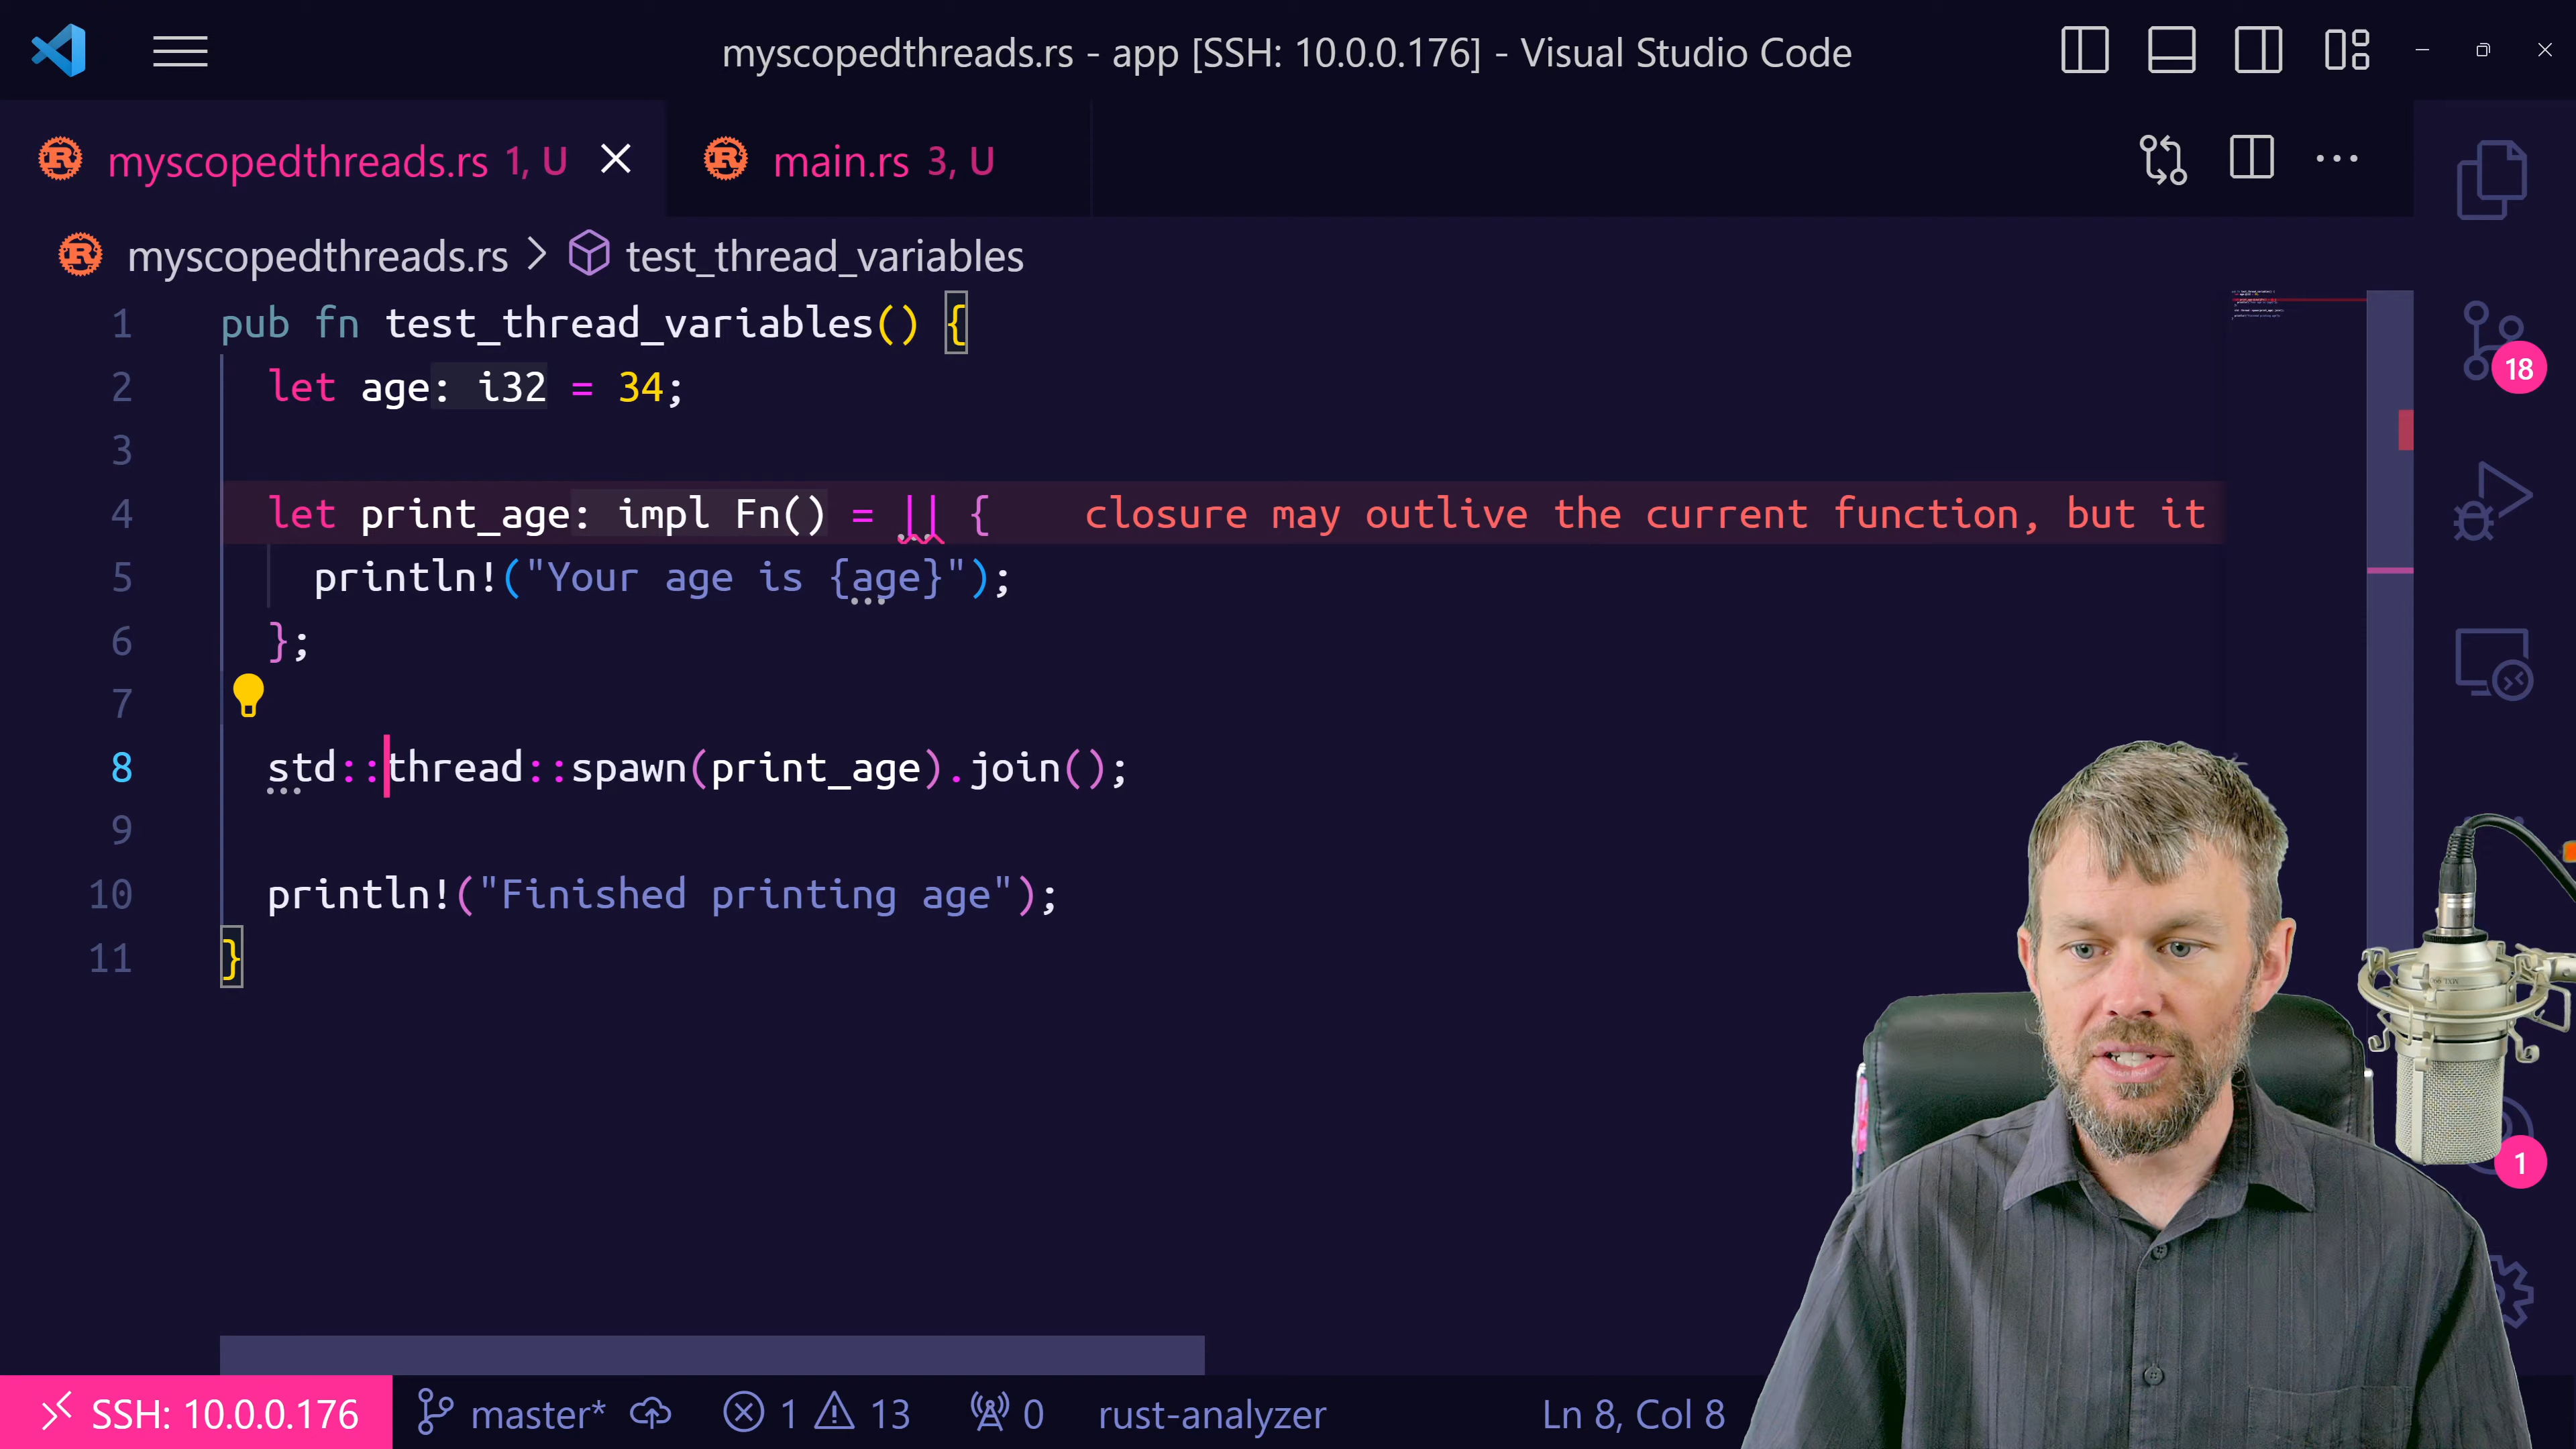 myscopedthreads.rs - app [SSH: 10.0.0.176] - Visual Studio Code
myscopedthreads.rs 1, U
main.rs 3, U
myscopedthreads.rs > test_thread_variables
1 pub fn test_thread_variables() {
2 let age: i32 = 34;
3
4 let print_age: impl Fn() = || { closure may outlive the current function, but it
5 println!("Your age is {age}");
6 };
7
8 std::thread::spawn(print_age).join();
9
10 println!("Finished printing age");
11 }
18
1
SSH: 10.0.0.176 master* 1 13 0 rust-analyzer Ln 8, Col 8